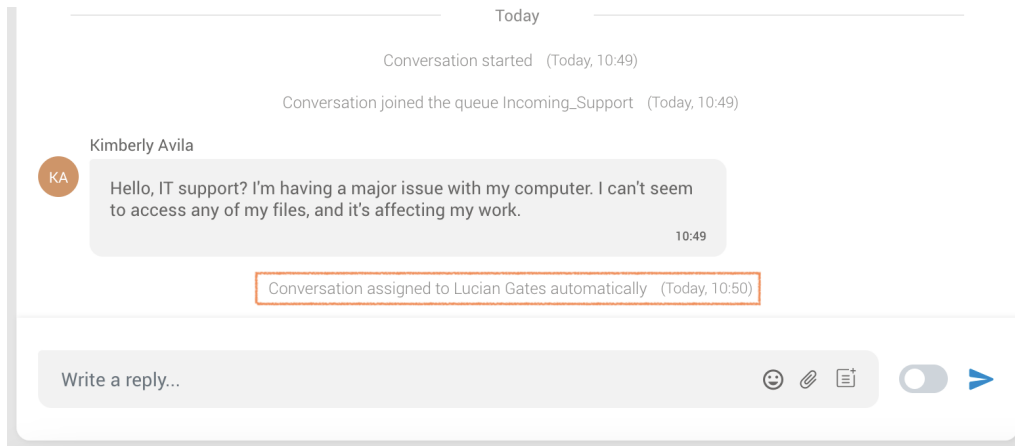 Today
Conversation started (Today, 10:49)
Conversation joined the queue Incoming_Support (Today, 10:49)
Kimberly Avila
KA
Hello, IT support? I'm having a major issue with my computer. I can't seem
to access any of my files, and it's affecting my work.
10:49
Conversation assigned to Lucian Gates automatically (Today, 10:50)
Write a reply...